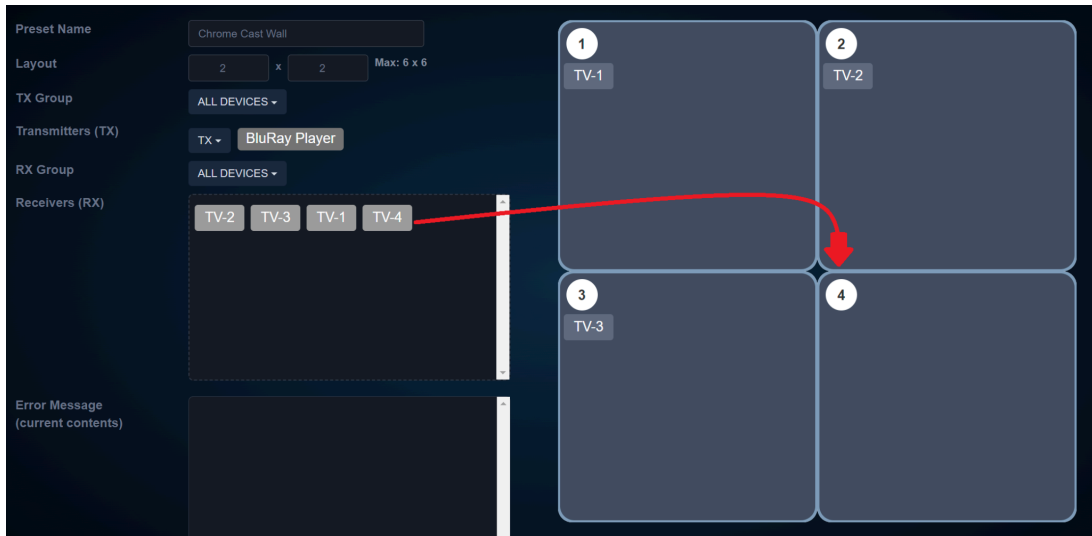 Preset Name
Chrome Cast Wall
Layout
2 x 2 Max: 6 x 6
TX Group
ALL DEVICES
Transmitters (TX)
TX BluRay Player
RX Group
ALL DEVICES
Receivers (RX)
TV-2 TV-3 TV-1 TV-4
Error Message
(current contents)
1
TV-1
2
TV-2
3
TV-3
4